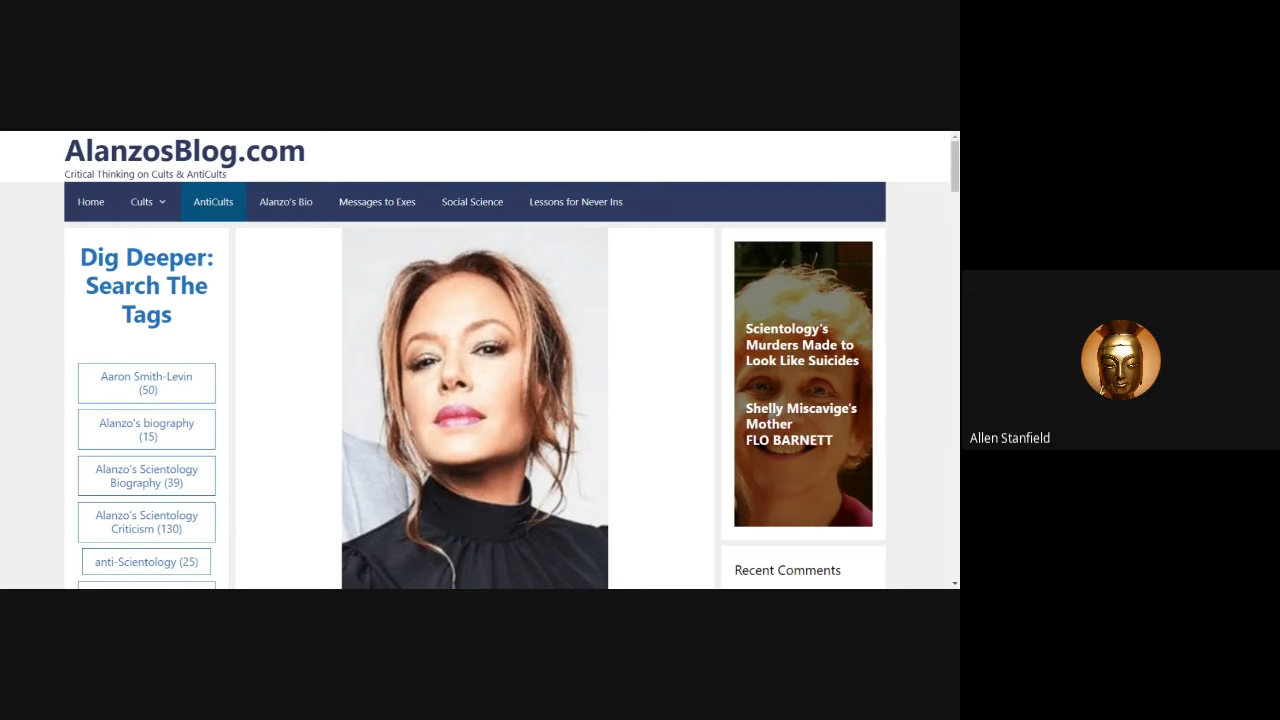 AlanzosBlog.com
Critical Thinking on Cults & AntiCults
Home
Cults
AntiCults
Alanzo's Bio
Messages to Exes
Social Science
Lessons for Never Ins
Dig Deeper:
Search The
Tags
Aaron Smith-Levin
(50)
Alanzo's biography
(15)
Alanzo's Scientology
Biography (39)
Alanzo's Scientology
Criticism (130)
anti-Scientology (25)
Scientology's
Murders Made to
Look Like Suicides
Shelly Miscavige's
Mother
FLO BARNETT
Recent Comments
Allen Stanfield